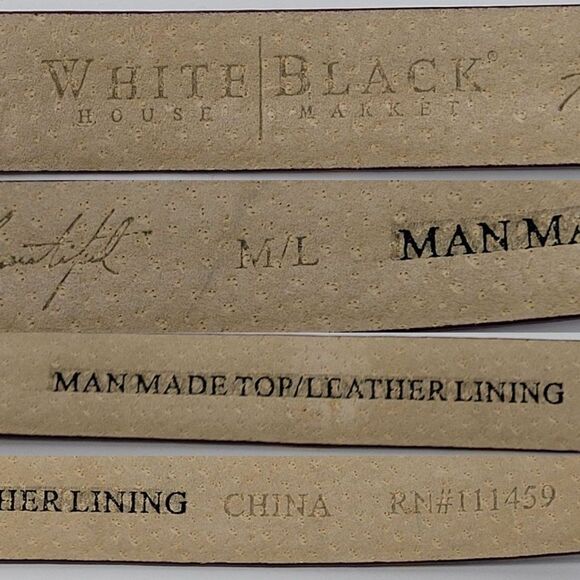 WHITE | BLACK®
HOUSE | MARKET
M/L MAN MA
MAN MADE TOP/LEATHER LINING
HER LINING CHINA RN#111459